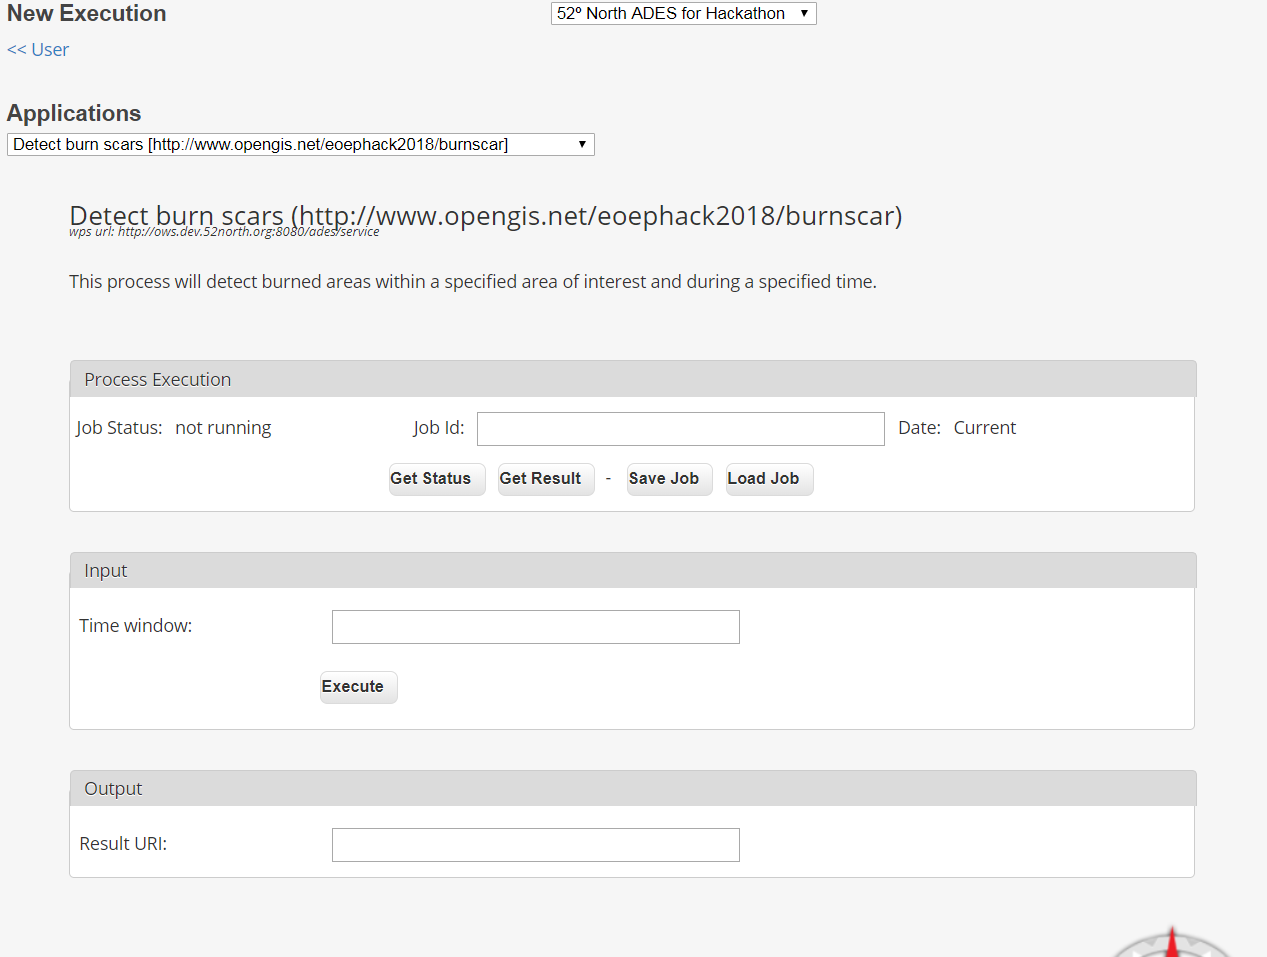 New Execution 52º North ADES for Hackathon
<< User
Applications
Detect burn scars [http://www.opengis.net/eoephack2018/burnscar]
Detect burn scars (http://www.opengis.net/eoephack2018/burnscar)
wps url: http://ows.dev.52north.org:8080/ades/service
This process will detect burned areas within a specified area of interest and during a specified time.
Process Execution
Job Status: not running Job Id: Date: Current
Get Status Get Result - Save Job Load Job
Input
Time window:
Execute
Output
Result URI: